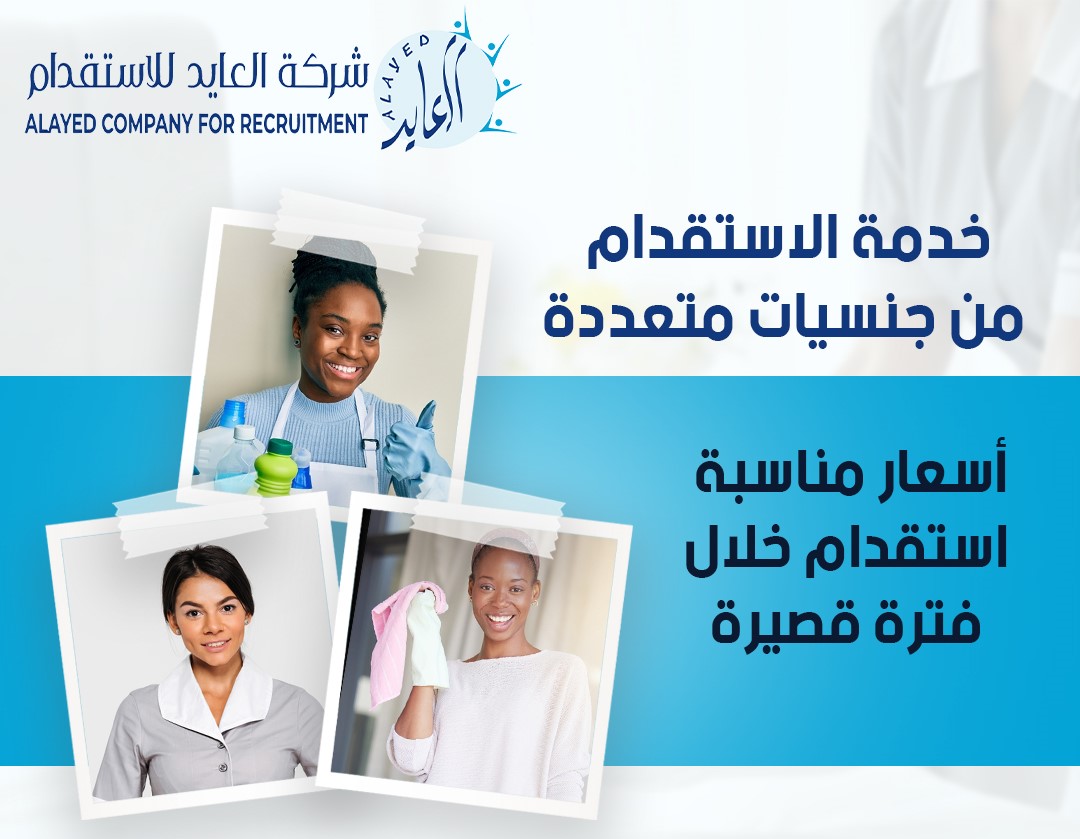 شركة العايد للاستقدام
ALAYED COMPANY FOR RECRUITMENT
ALAYED
العايد
خدمة الاستقدام
من جنسيات متعددة
أسعار مناسبة
استقدام خلال
فترة قصيرة